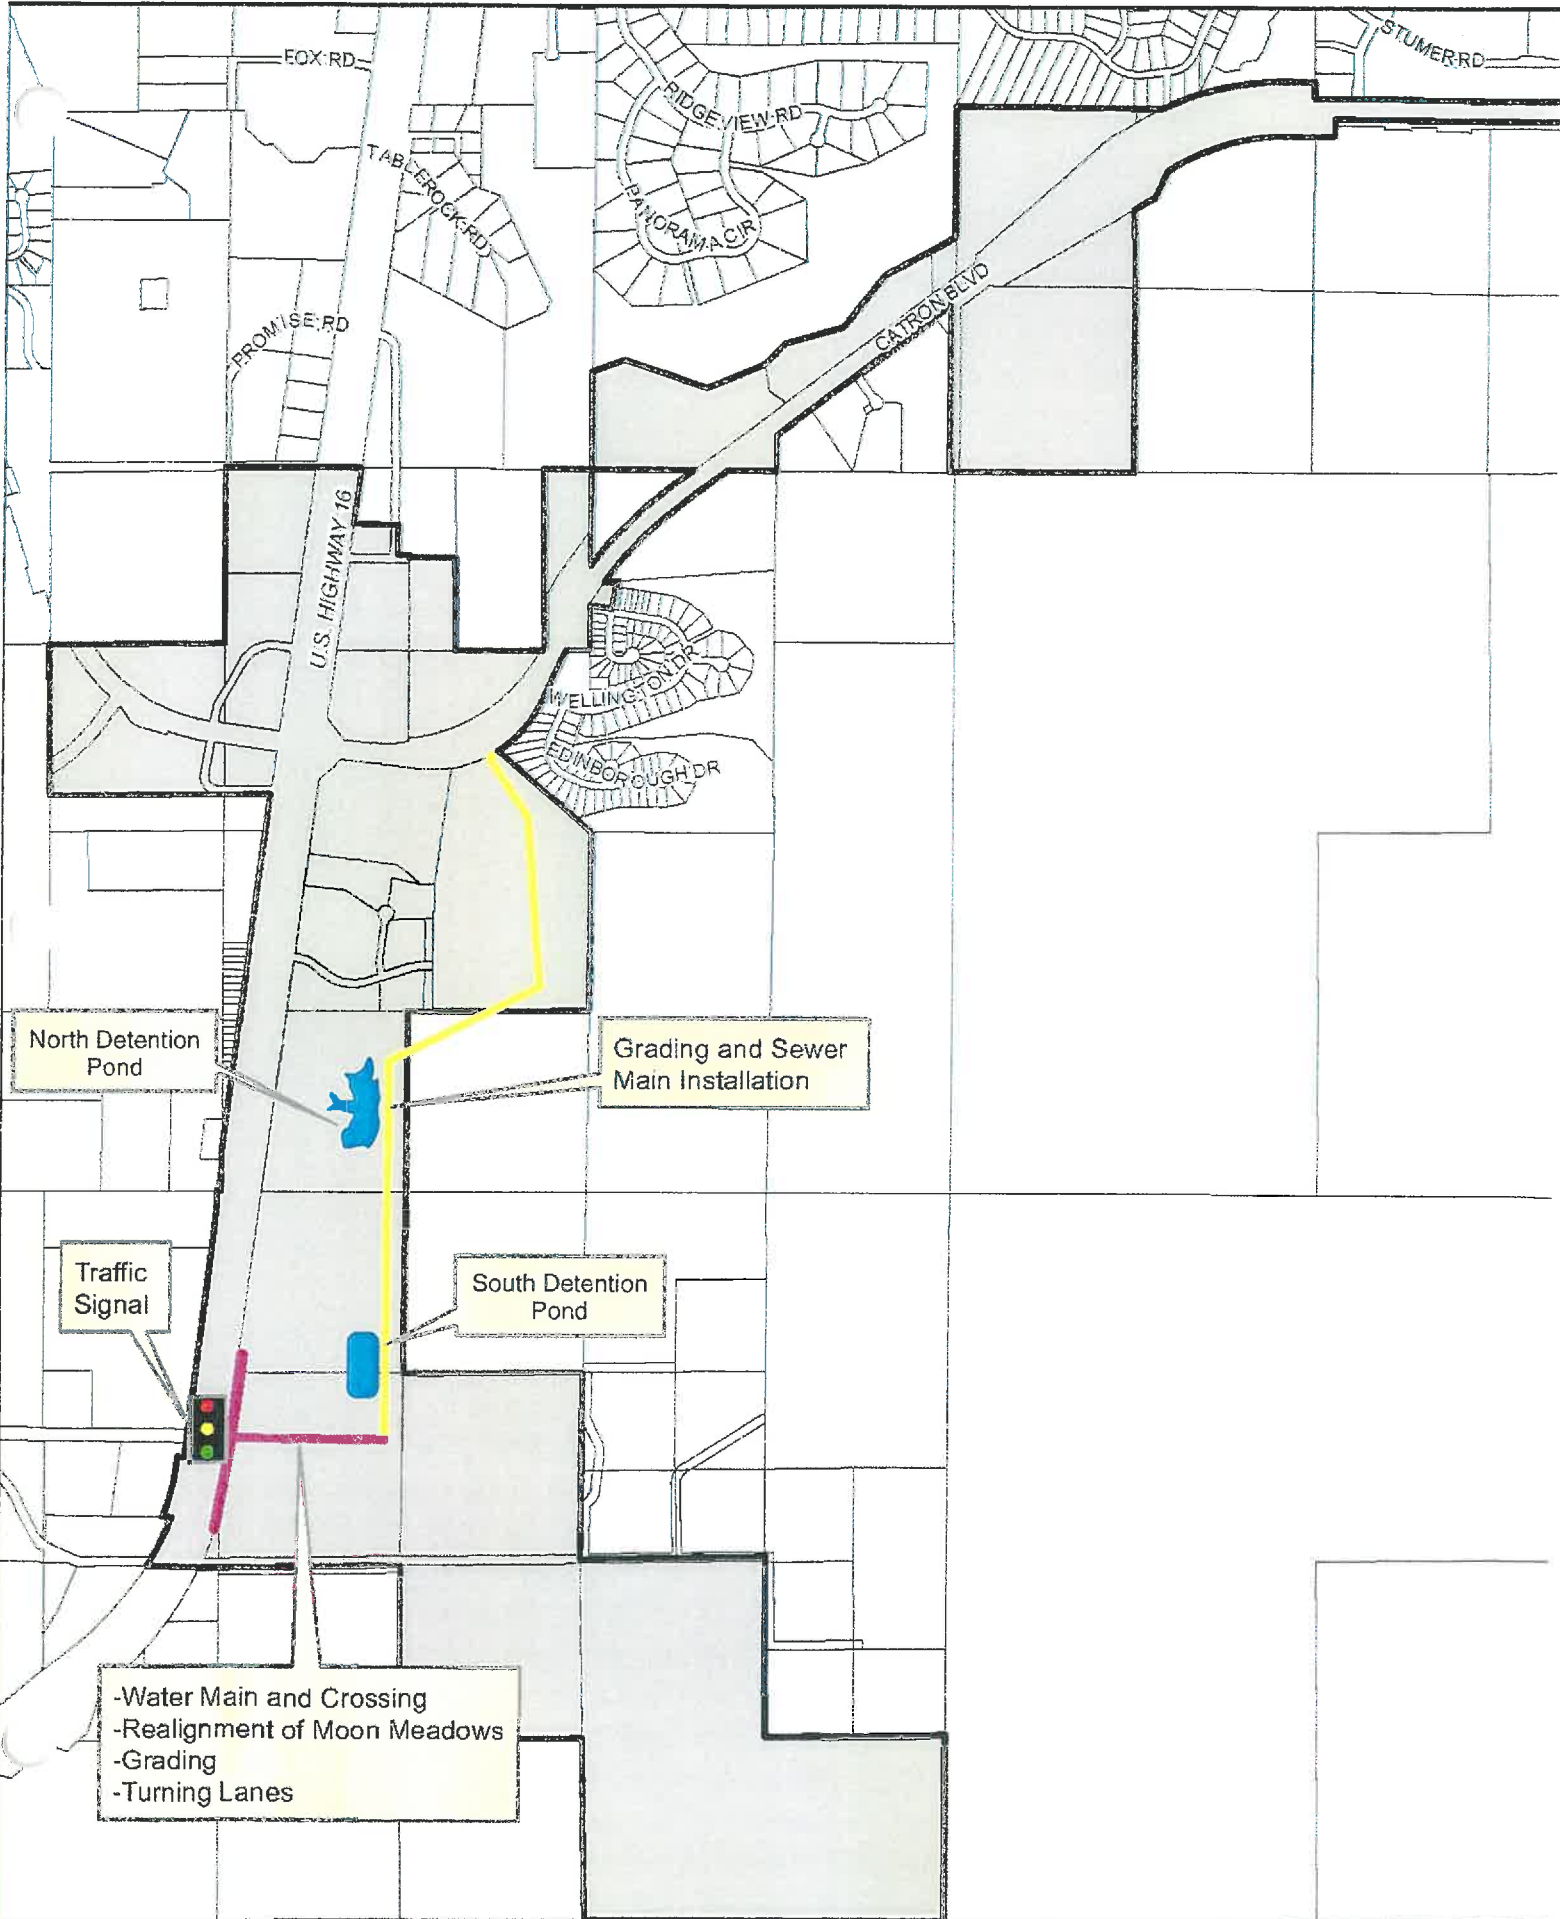 FOX RD
STUMER RD
RIDGEVIEW RD
TABLEROCK RD
PANORAMA CIR
CATRON BLVD
PROMISE RD
U.S. HIGHWAY 16
WELLINGTON DR
EDINBOROUGH DR
North Detention
Pond
Grading and Sewer
Main Installation
Traffic
Signal
South Detention
Pond
-Water Main and Crossing
-Realignment of Moon Meadows
-Grading
-Turning Lanes